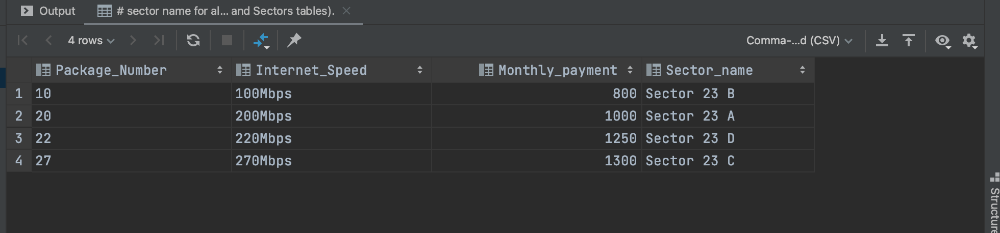 Output # sector name for al... and Sectors tables).
4 rows Comma-...d (CSV)
Package_Number Internet_Speed Monthly_payment Sector_name
1 10 100Mbps 800 Sector 23 B
2 20 200Mbps 1000 Sector 23 A
3 22 220Mbps 1250 Sector 23 D
4 27 270Mbps 1300 Sector 23 C
Structure